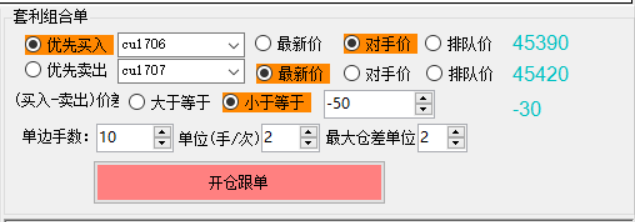 套利组合单
优先买入 cu1706 最新价 对手价 排队价 45390
优先卖出 cu1707 最新价 对手价 排队价 45420
(买入-卖出)价差 大于等于 小于等于 -50 -30
单边手数: 10 单位(手/次) 2 最大仓差单位 2
开仓跟单